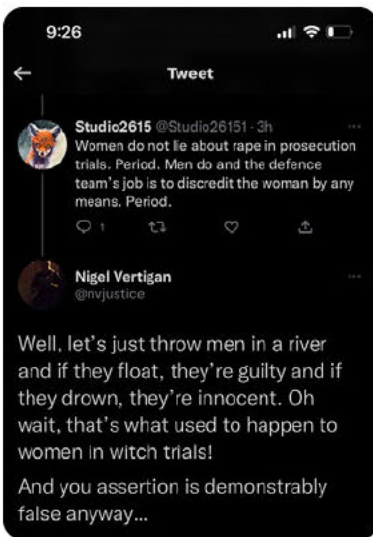 9:26
Tweet
Studio2615 @Studio26151 · 3h
Women do not lie about rape in prosecution
trials. Period. Men do and the defence
team's job is to discredit the woman by any
means. Period.
1
Nigel Vertigan
@nvjustice
Well, let's just throw men in a river
and if they float, they're guilty and if
they drown, they're innocent. Oh
wait, that's what used to happen to
women in witch trials!
And you assertion is demonstrably
false anyway...